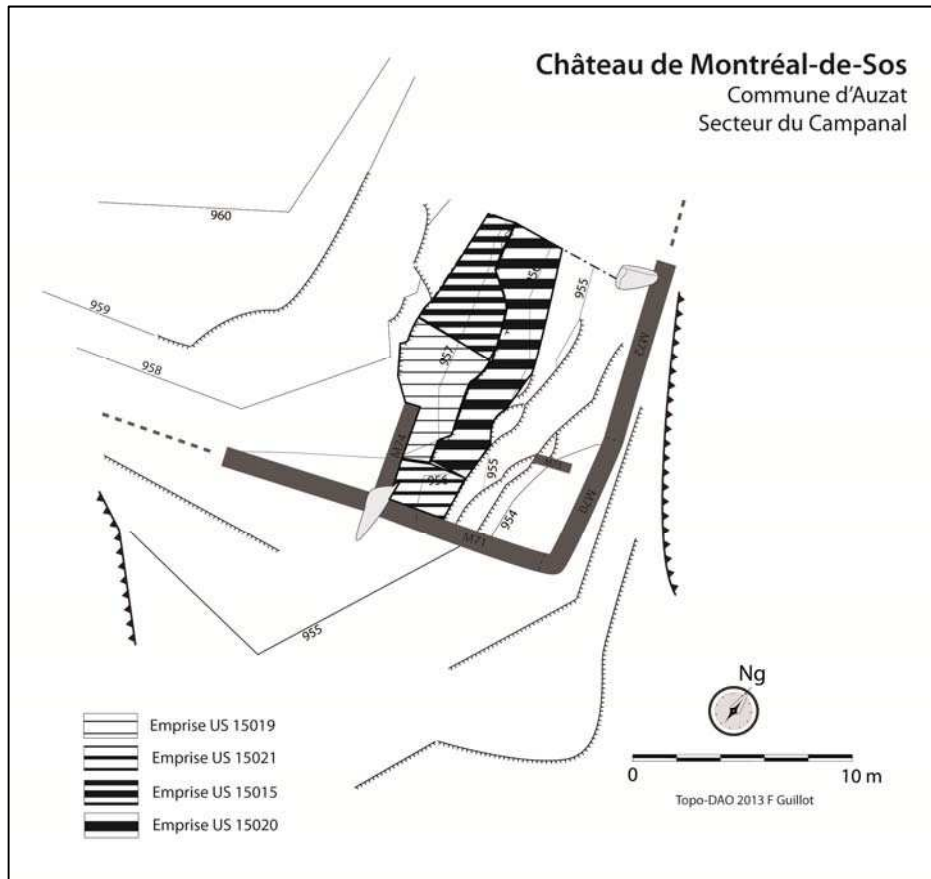 Château de Montréal-de-Sos
Commune d'Auzat
Secteur du Campanal
960
959
958
957
956
955
M72
M74
956
955
954
M70
M71
955
Ng
Emprise US 15019
Emprise US 15021
Emprise US 15015
Emprise US 15020
0
10 m
Topo-DAO 2013 F Guillot